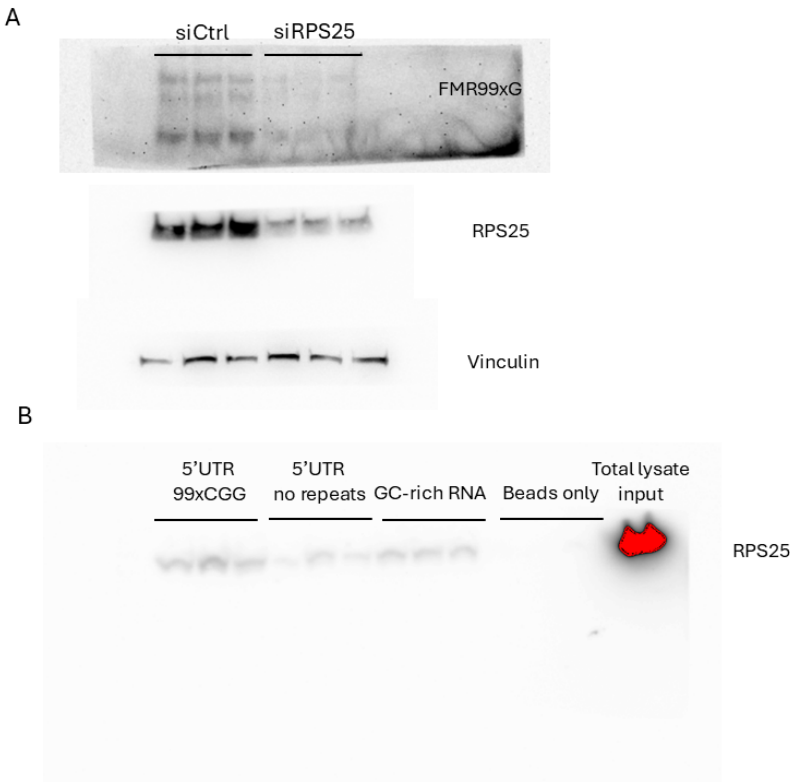 A
siCtrl siRPS25
FMR99xG
RPS25
Vinculin
B
5’UTR 5’UTR Total lysate
99xCGG no repeats GC-rich RNA Beads only input
RPS25